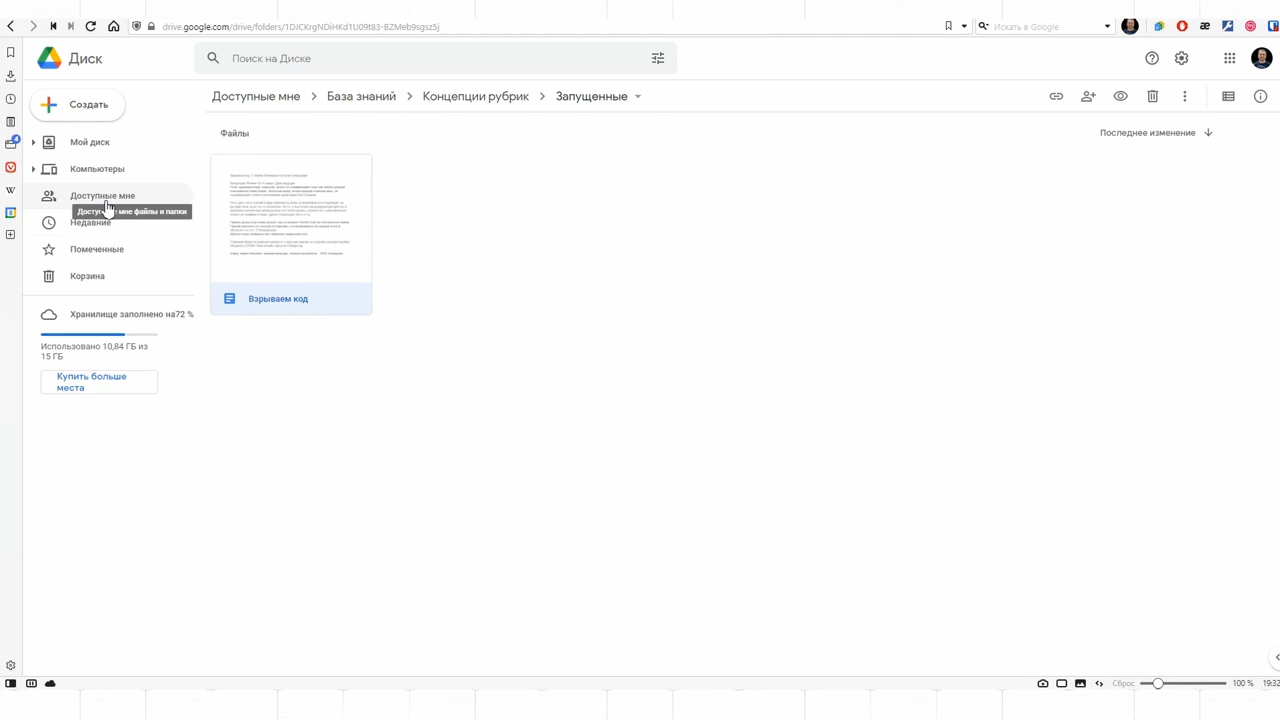 drive.google.com/drive/folders/1DJCKrgNDiHKd1U09t83-BZMeb9sgsz5j
Искать в Google
Диск
Поиск на Диске
Создать
Доступные мне
База знаний
Концепции рубрик
Запущенные
Мой диск
Компьютеры
Доступные мне
мне файлы и папки
Недавние
Помеченные
Корзина
Хранилище заполнено на72 %
Использовано 10,84 ГБ из
15 ГБ
Купить больше
места
Файлы
Последнее изменение
Взрываем код
4
Сброс
100 %
19:32